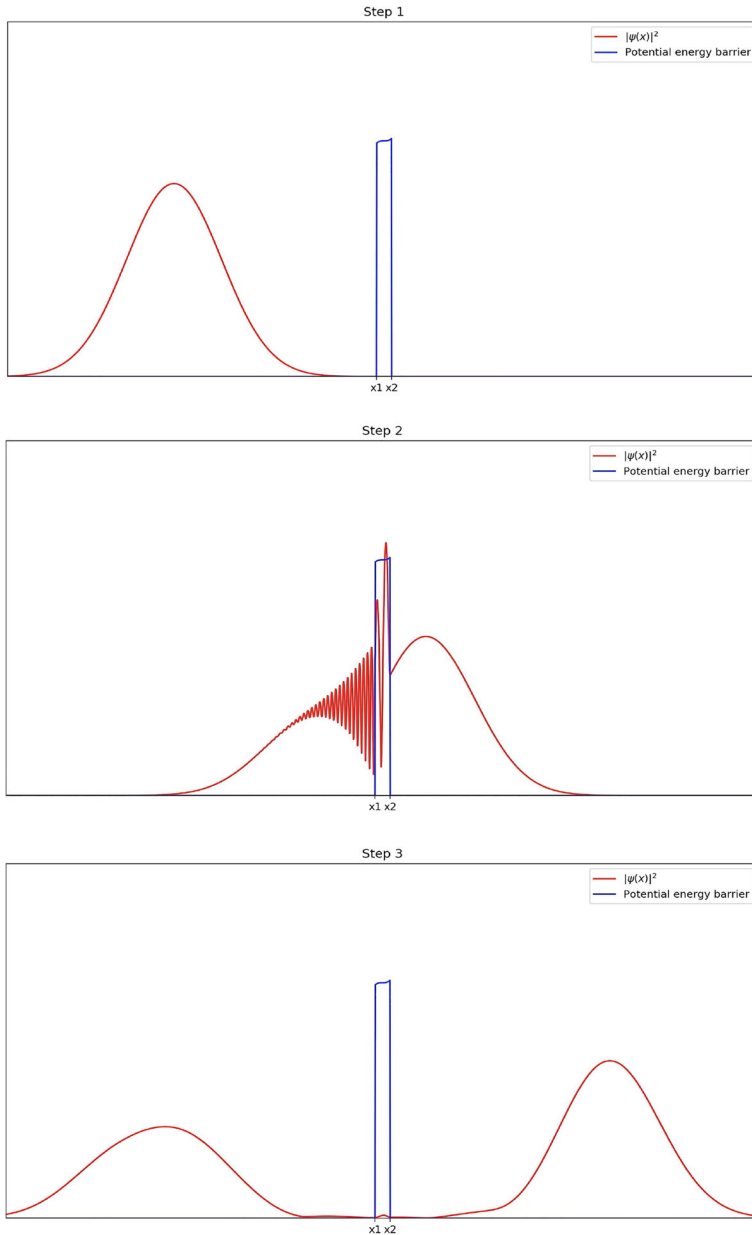 Step 1
|ψ(x)|²
Potential energy barrier
x1 x2
Step 2
|ψ(x)|²
Potential energy barrier
x1 x2
Step 3
|ψ(x)|²
Potential energy barrier
x1 x2